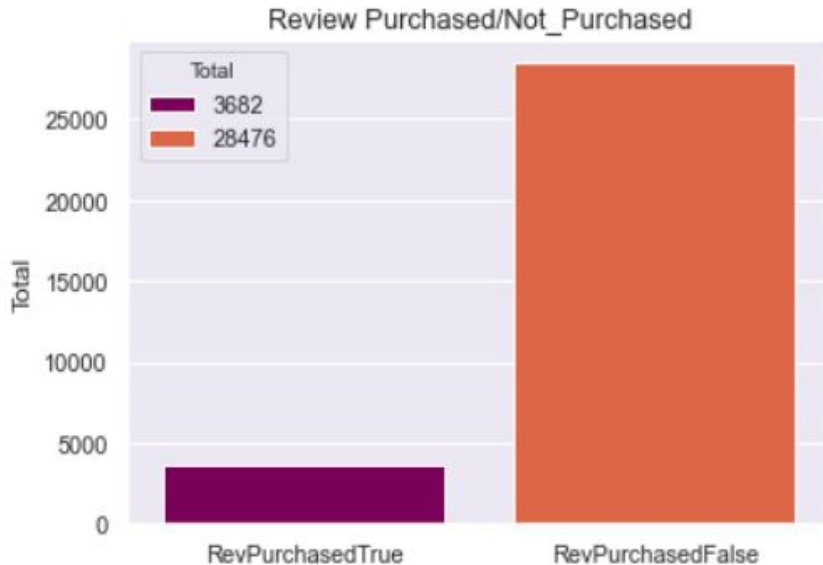 Review Purchased/Not_Purchased
Total
3682
28476
Total
25000
20000
15000
10000
5000
0
RevPurchasedTrue
RevPurchasedFalse